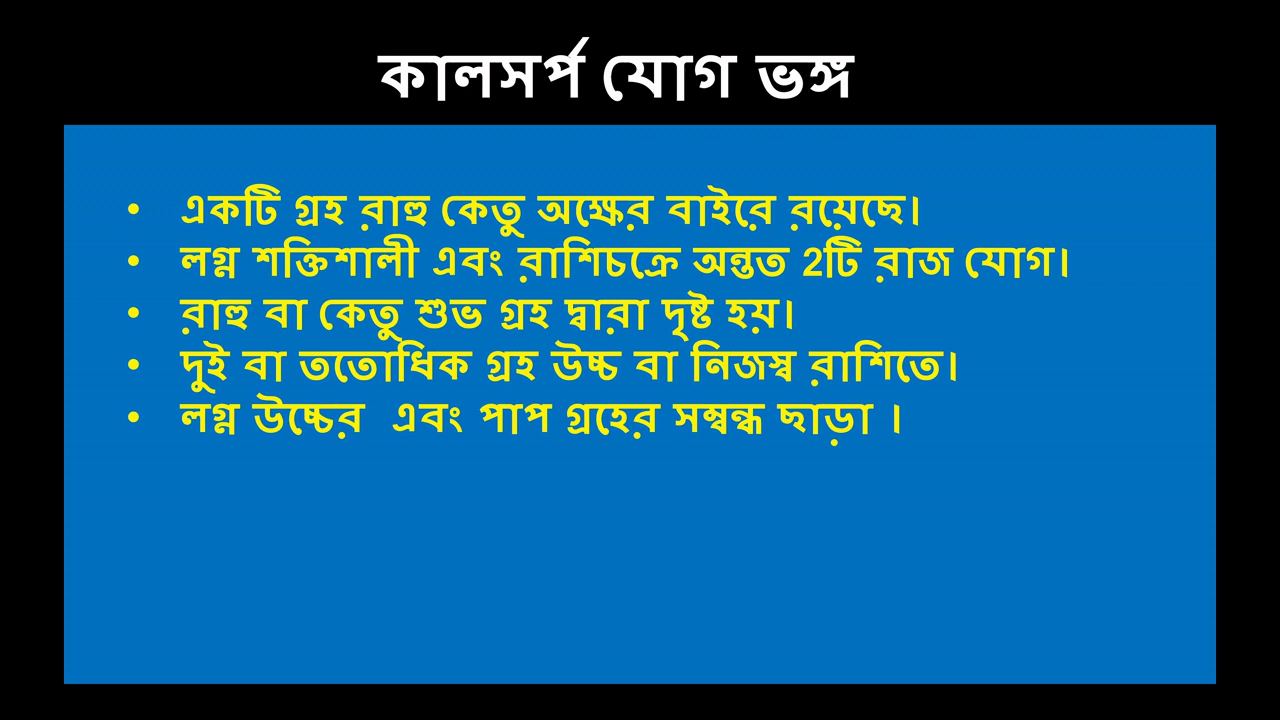 কালসর্প যোগ ভঙ্গ
• একটি গ্রহ রাহু কেতু অক্ষের বাইরে রয়েছে।
• লগ্ন শক্তিশালী এবং রাশিচক্রে অন্তত 2টি রাজ যোগ।
• রাহু বা কেতু শুভ গ্রহ দ্বারা দৃষ্ট হয়।
• দুই বা ততোধিক গ্রহ উচ্চ বা নিজস্ব রাশিতে।
• লগ্ন উচ্চের এবং পাপ গ্রহের সম্বন্ধ ছাড়া ।